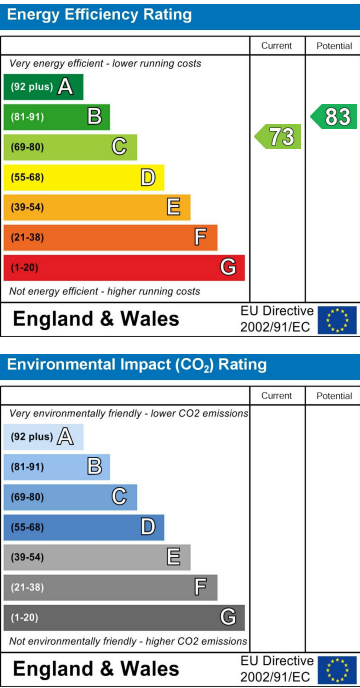 Energy Efficiency Rating
Current Potential
Very energy efficient - lower running costs
(92 plus) A
(81-91) B
(69-80) C
(55-68) D
(39-54) E
(21-38) F
(1-20) G
73
83
Not energy efficient - higher running costs
England & Wales
EU Directive
2002/91/EC
Environmental Impact (CO₂) Rating
Current Potential
Very environmentally friendly - lower CO2 emissions
(92 plus) A
(81-91) B
(69-80) C
(55-68) D
(39-54) E
(21-38) F
(1-20) G
Not environmentally friendly - higher CO2 emissions
England & Wales
EU Directive
2002/91/EC